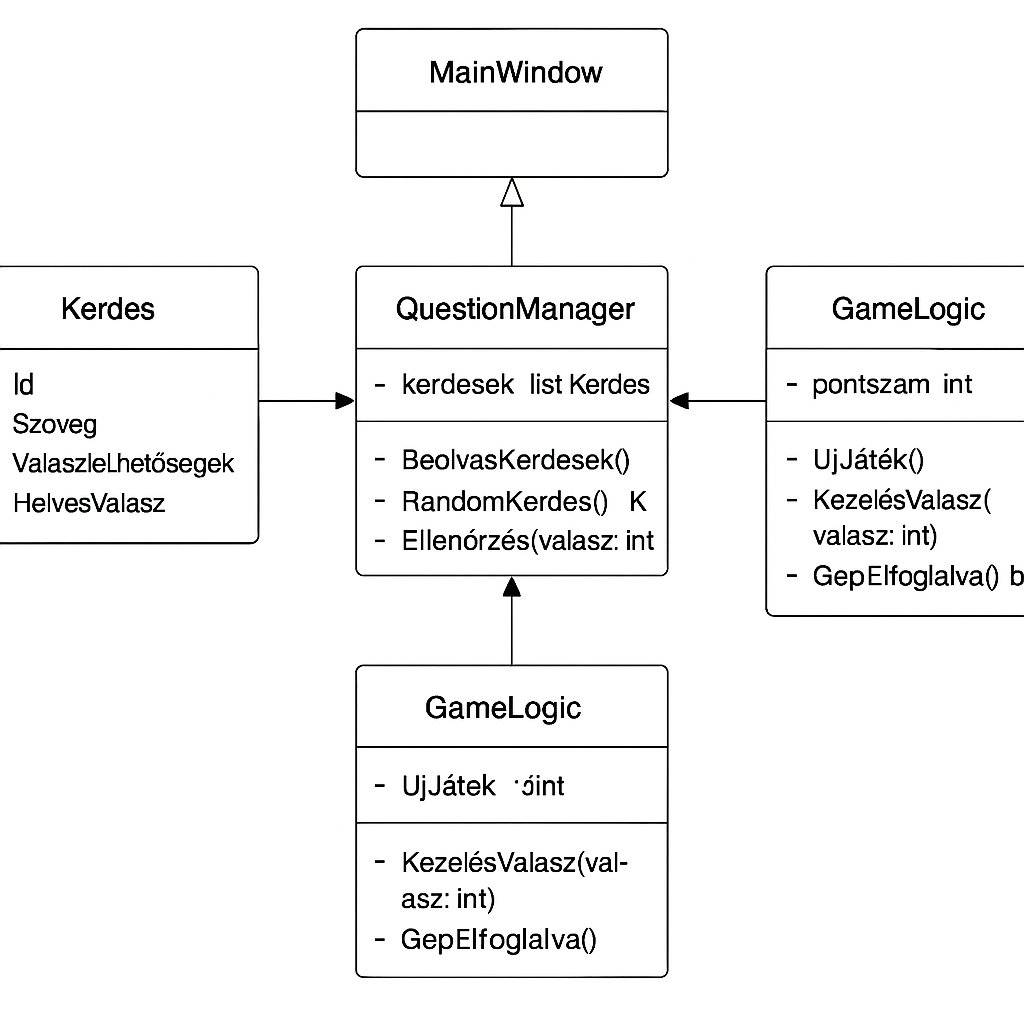 MainWindow
Kerdes
Id
Szoveg
ValaszleLhetősegek
HelvesValasz
QuestionManager
- kerdesek list Kerdes
- BeolvasKerdesek()
- RandomKerdes() K
- Ellenórzés(valasz: int
GameLogic
- pontszam int
- UjJáték()
- KezelésValasz(
valasz: int)
- GepElfoglalva() b
GameLogic
- UjJátek
- KezelésValasz(val-
asz: int)
- GepElfoglalva()